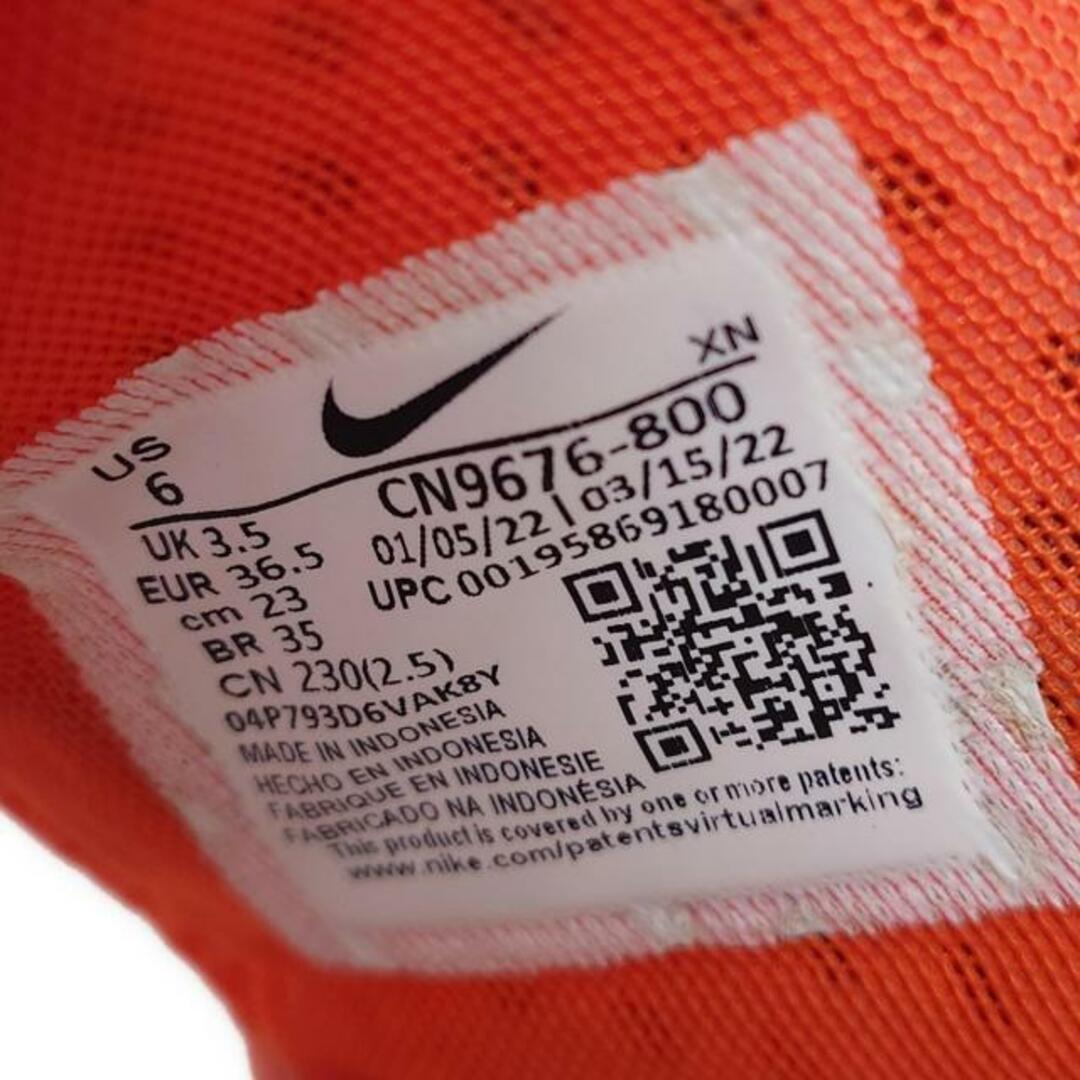 US
6
XN
CN9676-800
01/05/22 | 03/15/22
UPC 00195869180007
UK 3.5
EUR 36.5
cm 23
BR 35
CN 230(2.5)
04P793D6VAK8Y
MADE IN INDONESIA
HECHO EN INDONESIA
FABRIQUE EN INDONESIE
FABRICADO NA INDONÉSIA
This product is covered by one or more patents:
www.nike.com/patentsvirtualmarking